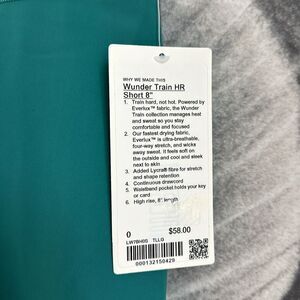 WHY WE MADE THIS
Wunder Train HR
Short 8"
1. Train hard, not hot. Powered by
Everlux™ fabric, the Wunder
Train collection manages heat
and sweat so you stay
comfortable and focused
2. Our fastest drying fabric,
Everlux™ is ultra-breathable,
four-way stretch, and wicks
away sweat. It feels soft on
the outside and cool and sleek
next to skin
3. Added Lycra® fibre for stretch
and shape retention
4. Continuous drawcord
5. Waistband pocket holds your key
or card
6. High rise, 8" length
0 $58.00
LW7BH0S TLLG
000132150429